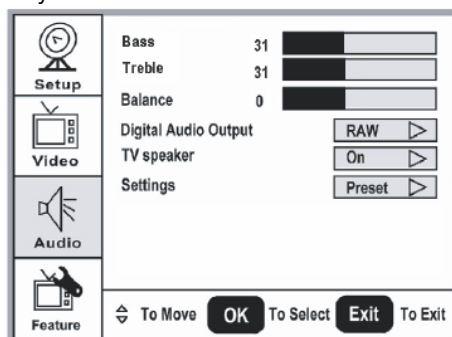 Setup
Video
Audio
Feature
Bass 31
Treble 31
Balance 0
Digital Audio Output RAW
TV speaker On
Settings Preset
To Move OK To Select Exit To Exit